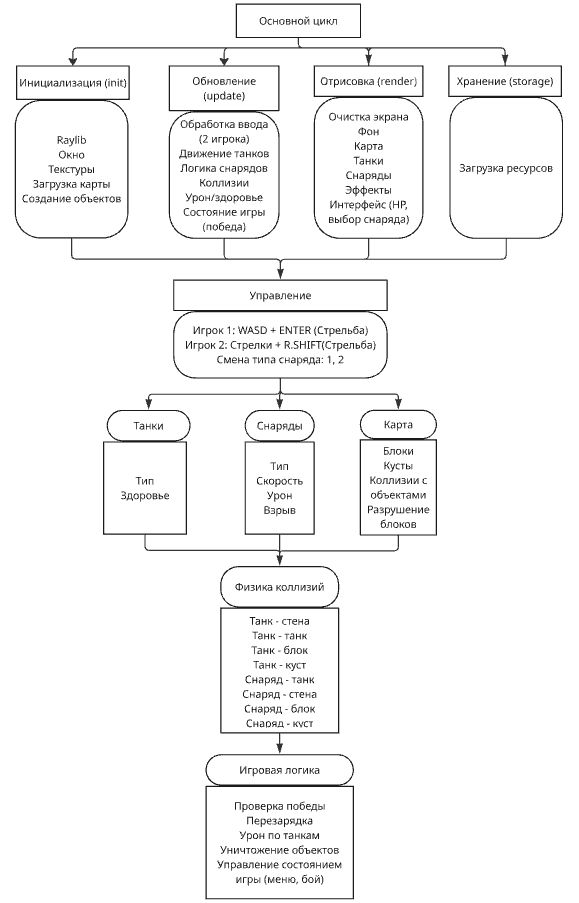 Основной цикл
Инициализация (init)
Raylib
Окно
Текстуры
Загрузка карты
Создание объектов
Обновление
(update)
Обработка ввода
(2 игрока)
Движение танков
Логика снарядов
Коллизии
Урон/здоровье
Состояние игры
(победа)
Отрисовка (render)
Очистка экрана
Фон
Карта
Танки
Снаряды
Эффекты
Интерфейс (HP,
выбор снаряда)
Хранение (storage)
Загрузка ресурсов
Управление
Игрок 1: WASD + ENTER (Стрельба)
Игрок 2: Стрелки + R.SHIFT(Стрельба)
Смена типа снаряда: 1, 2
Танки
Тип
Здоровье
Снаряды
Тип
Скорость
Урон
Взрыв
Карта
Блоки
Кусты
Коллизии с
объектами
Разрушение
блоков
Физика коллизий
Танк - стена
Танк - танк
Танк - блок
Танк - куст
Снаряд - танк
Снаряд - стена
Снаряд - блок
Снаряд - куст
Игровая логика
Проверка победы
Перезарядка
Урон по танкам
Уничтожение объектов
Управление состоянием
игры (меню, бой)